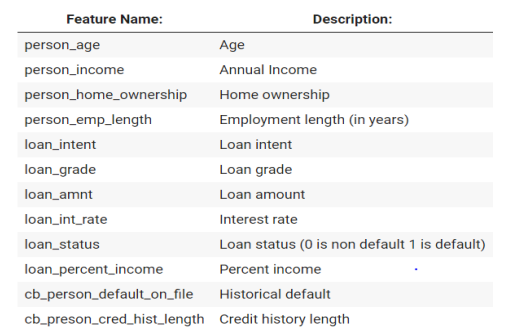 Feature Name: Description:
person_age Age
person_income Annual Income
person_home_ownership Home ownership
person_emp_length Employment length (in years)
loan_intent Loan intent
loan_grade Loan grade
loan_amnt Loan amount
loan_int_rate Interest rate
loan_status Loan status (0 is non default 1 is default)
loan_percent_income Percent income
cb_person_default_on_file Historical default
cb_preson_cred_hist_length Credit history length